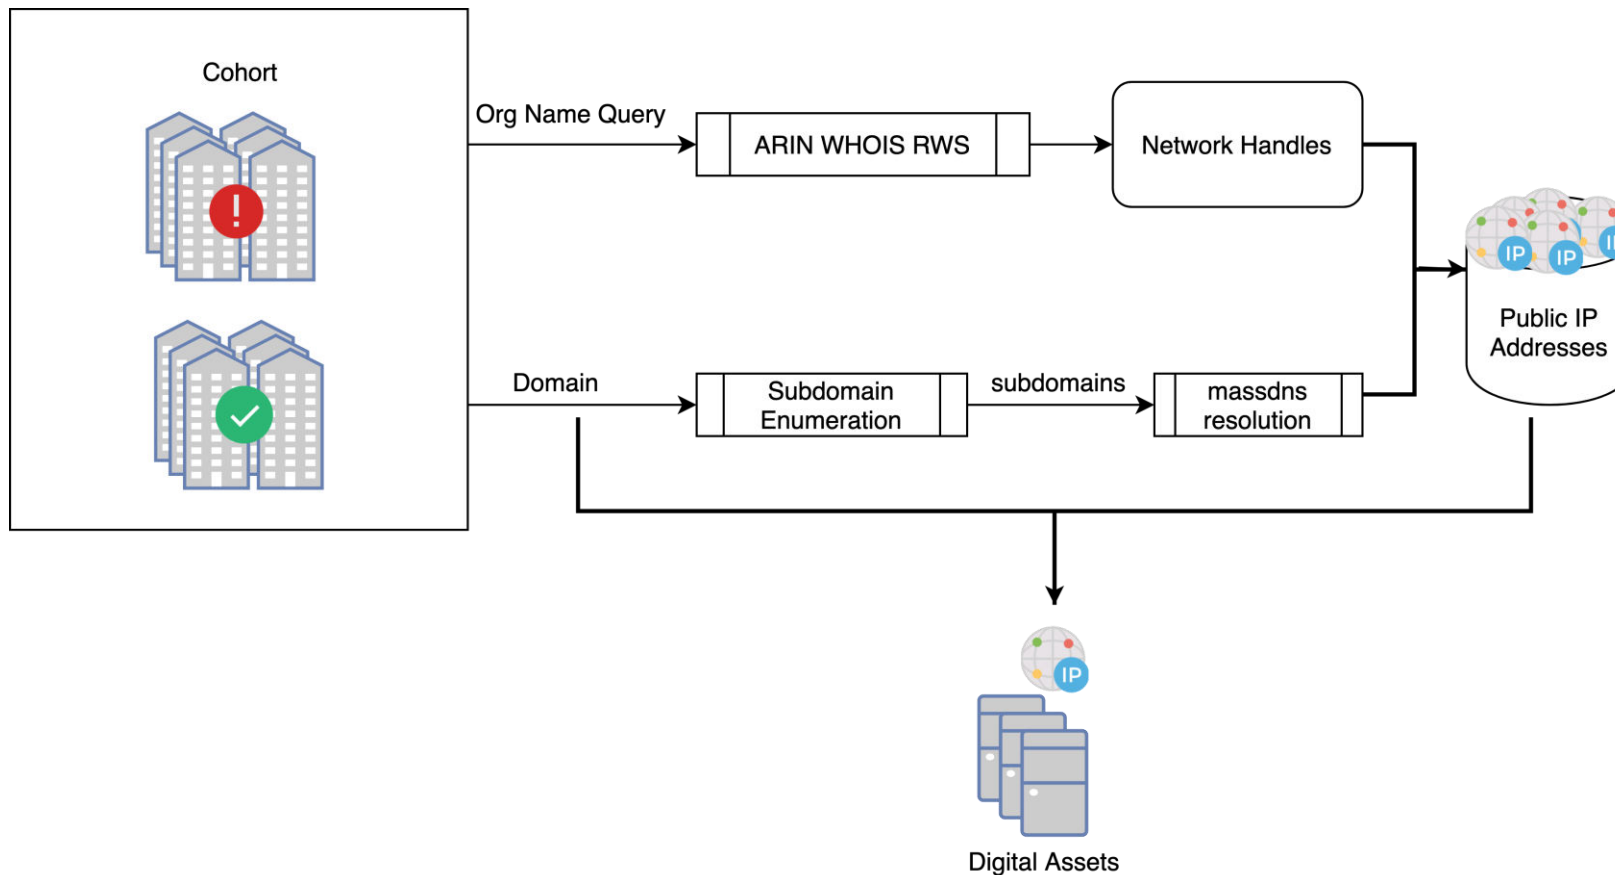 Cohort
Org Name Query
ARIN WHOIS RWS
Network Handles
IP
IP
Public IP
Addresses
Domain
Subdomain
Enumeration
subdomains
massdns
resolution
IP
Digital Assets